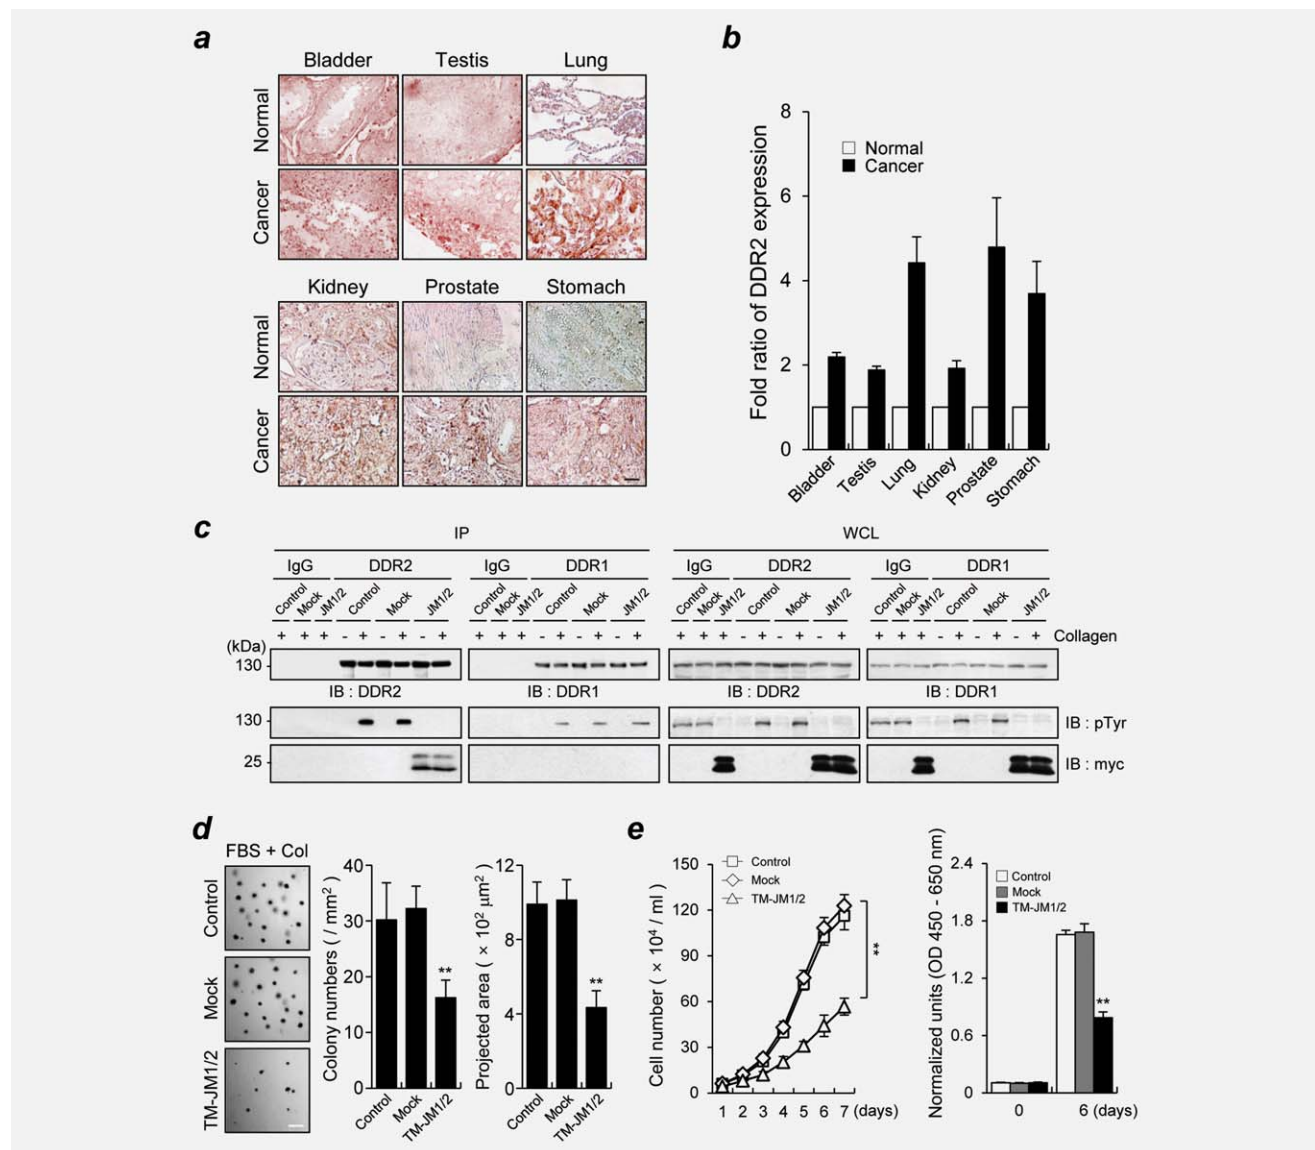 a
Bladder Testis Lung
Normal
Cancer
Kidney Prostate Stomach
Normal
Cancer
b
Fold ratio of DDR2 expression
8
6
4
2
0
Normal
Cancer
Bladder Testis Lung Kidney Prostate Stomach
c
IP WCL
IgG DDR2 IgG DDR1 IgG DDR2 IgG DDR1
Control Mock JM1/2 Control Mock JM1/2 Control Mock JM1/2 Control Mock JM1/2 Control Mock JM1/2 Control Mock JM1/2 Control Mock JM1/2 Control Mock JM1/2
+ + + - + - + - + + + + - + - + - + + + + - + - + - + + + + - + - + - + Collagen
(kDa)
130
IB : DDR2 IB : DDR1 IB : DDR2 IB : DDR1
130 IB : pTyr
25 IB : myc
d
FBS + Col
Control
Mock
TM-JM1/2
Colony numbers ( / mm²)
40
30
20
10
0
Control Mock TM-JM1/2
**
Projected area ( × 10² µm²)
12
8
4
0
Control Mock TM-JM1/2
**
e
Cell number ( × 10⁴ / ml )
150
120
90
60
30
0
Control
Mock
TM-JM1/2
**
1 2 3 4 5 6 7 (days)
Normalized units (OD 450 - 650 nm)
2.4
1.8
1.2
0.6
0
Control
Mock
TM-JM1/2
**
0 6 (days)